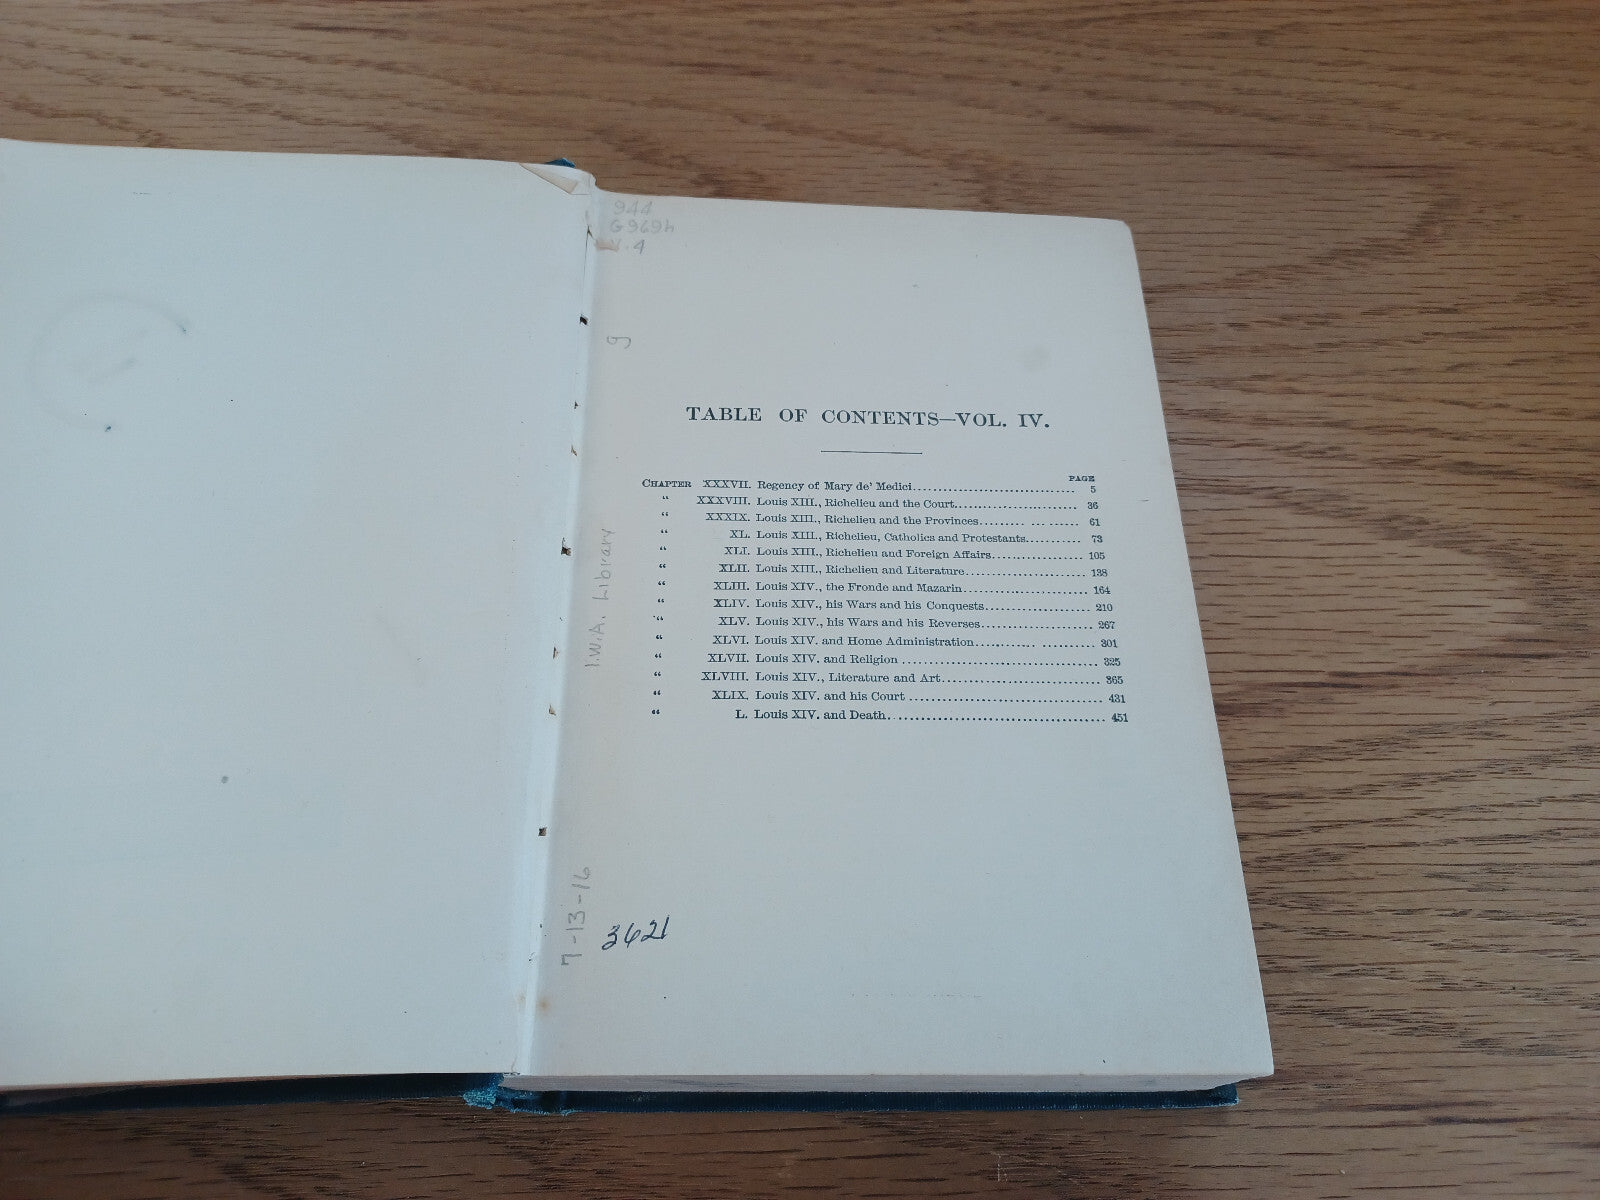 944
G969h
v.4
g
TABLE OF CONTENTS—VOL. IV.
PAGE
CHAPTER XXXVII. Regency of Mary de' Medici................................ 5
“ XXXVIII. Louis XIII., Richelieu and the Court........................ 36
“ XXXIX. Louis XIII., Richelieu and the Provinces......... ... ...... 61
“ XL. Louis XIII., Richelieu, Catholics and Protestants........... 73
“ XLI. Louis XIII., Richelieu and Foreign Affairs.................. 105
“ XLII. Louis XIII., Richelieu and Literature........................ 138
“ XLIII. Louis XIV., the Fronde and Mazarin......................... 164
“ XLIV. Louis XIV., his Wars and his Conquests..................... 210
“ XLV. Louis XIV., his Wars and his Reverses...................... 267
“ XLVI. Louis XIV. and Home Administration............ .......... 301
“ XLVII. Louis XIV. and Religion ....................................... 325
“ XLVIII. Louis XIV., Literature and Art................................ 365
“ XLIX. Louis XIV. and his Court ....................................... 431
“ L. Louis XIV. and Death........................................... 451
I.W.A. Library
7-13-16
3621